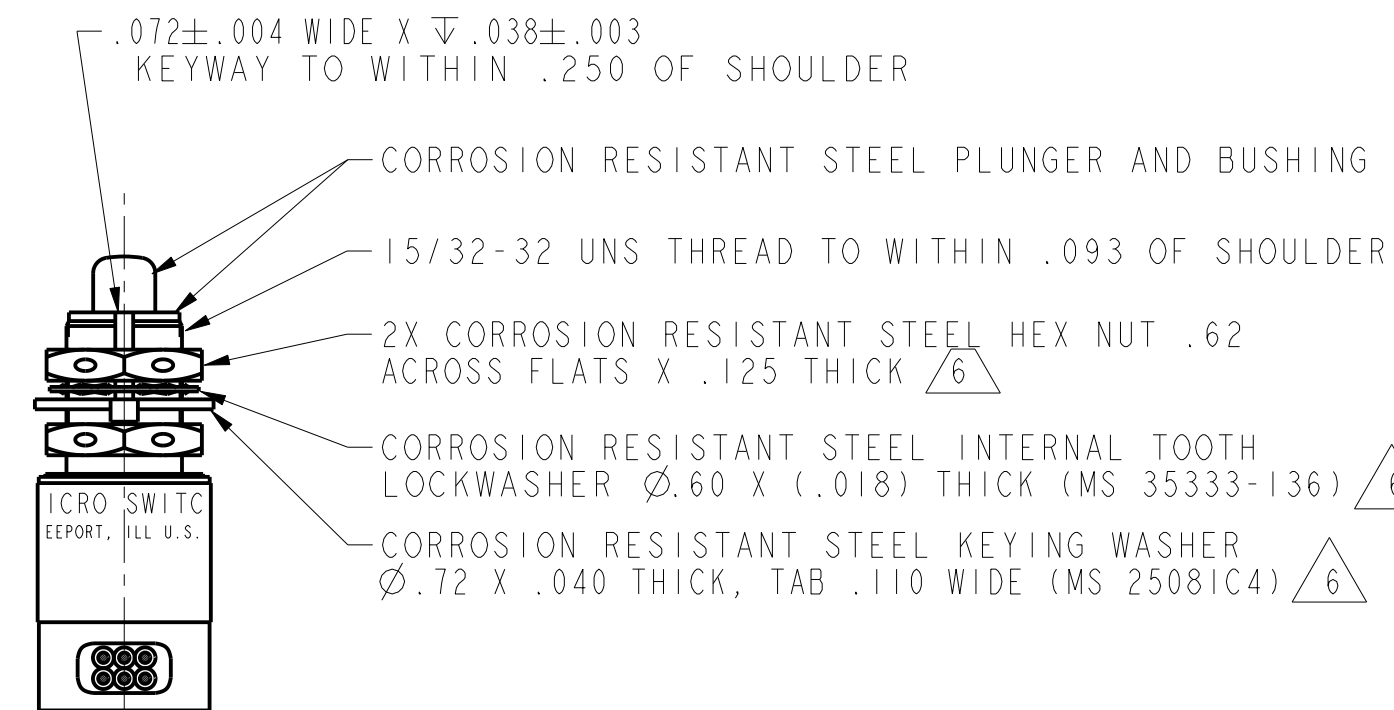 .072±.004 WIDE X ↧ .038±.003
KEYWAY TO WITHIN .250 OF SHOULDER
CORROSION RESISTANT STEEL PLUNGER AND BUSHING
15/32-32 UNS THREAD TO WITHIN .093 OF SHOULDER
2X CORROSION RESISTANT STEEL HEX NUT .62
ACROSS FLATS X .125 THICK 6
CORROSION RESISTANT STEEL INTERNAL TOOTH
LOCKWASHER Ø.60 X (.018) THICK (MS 35333-136) 6
CORROSION RESISTANT STEEL KEYING WASHER
Ø.72 X .040 THICK, TAB .110 WIDE (MS 25081C4) 6
ICRO SWITC
EEPORT, ILL U.S.